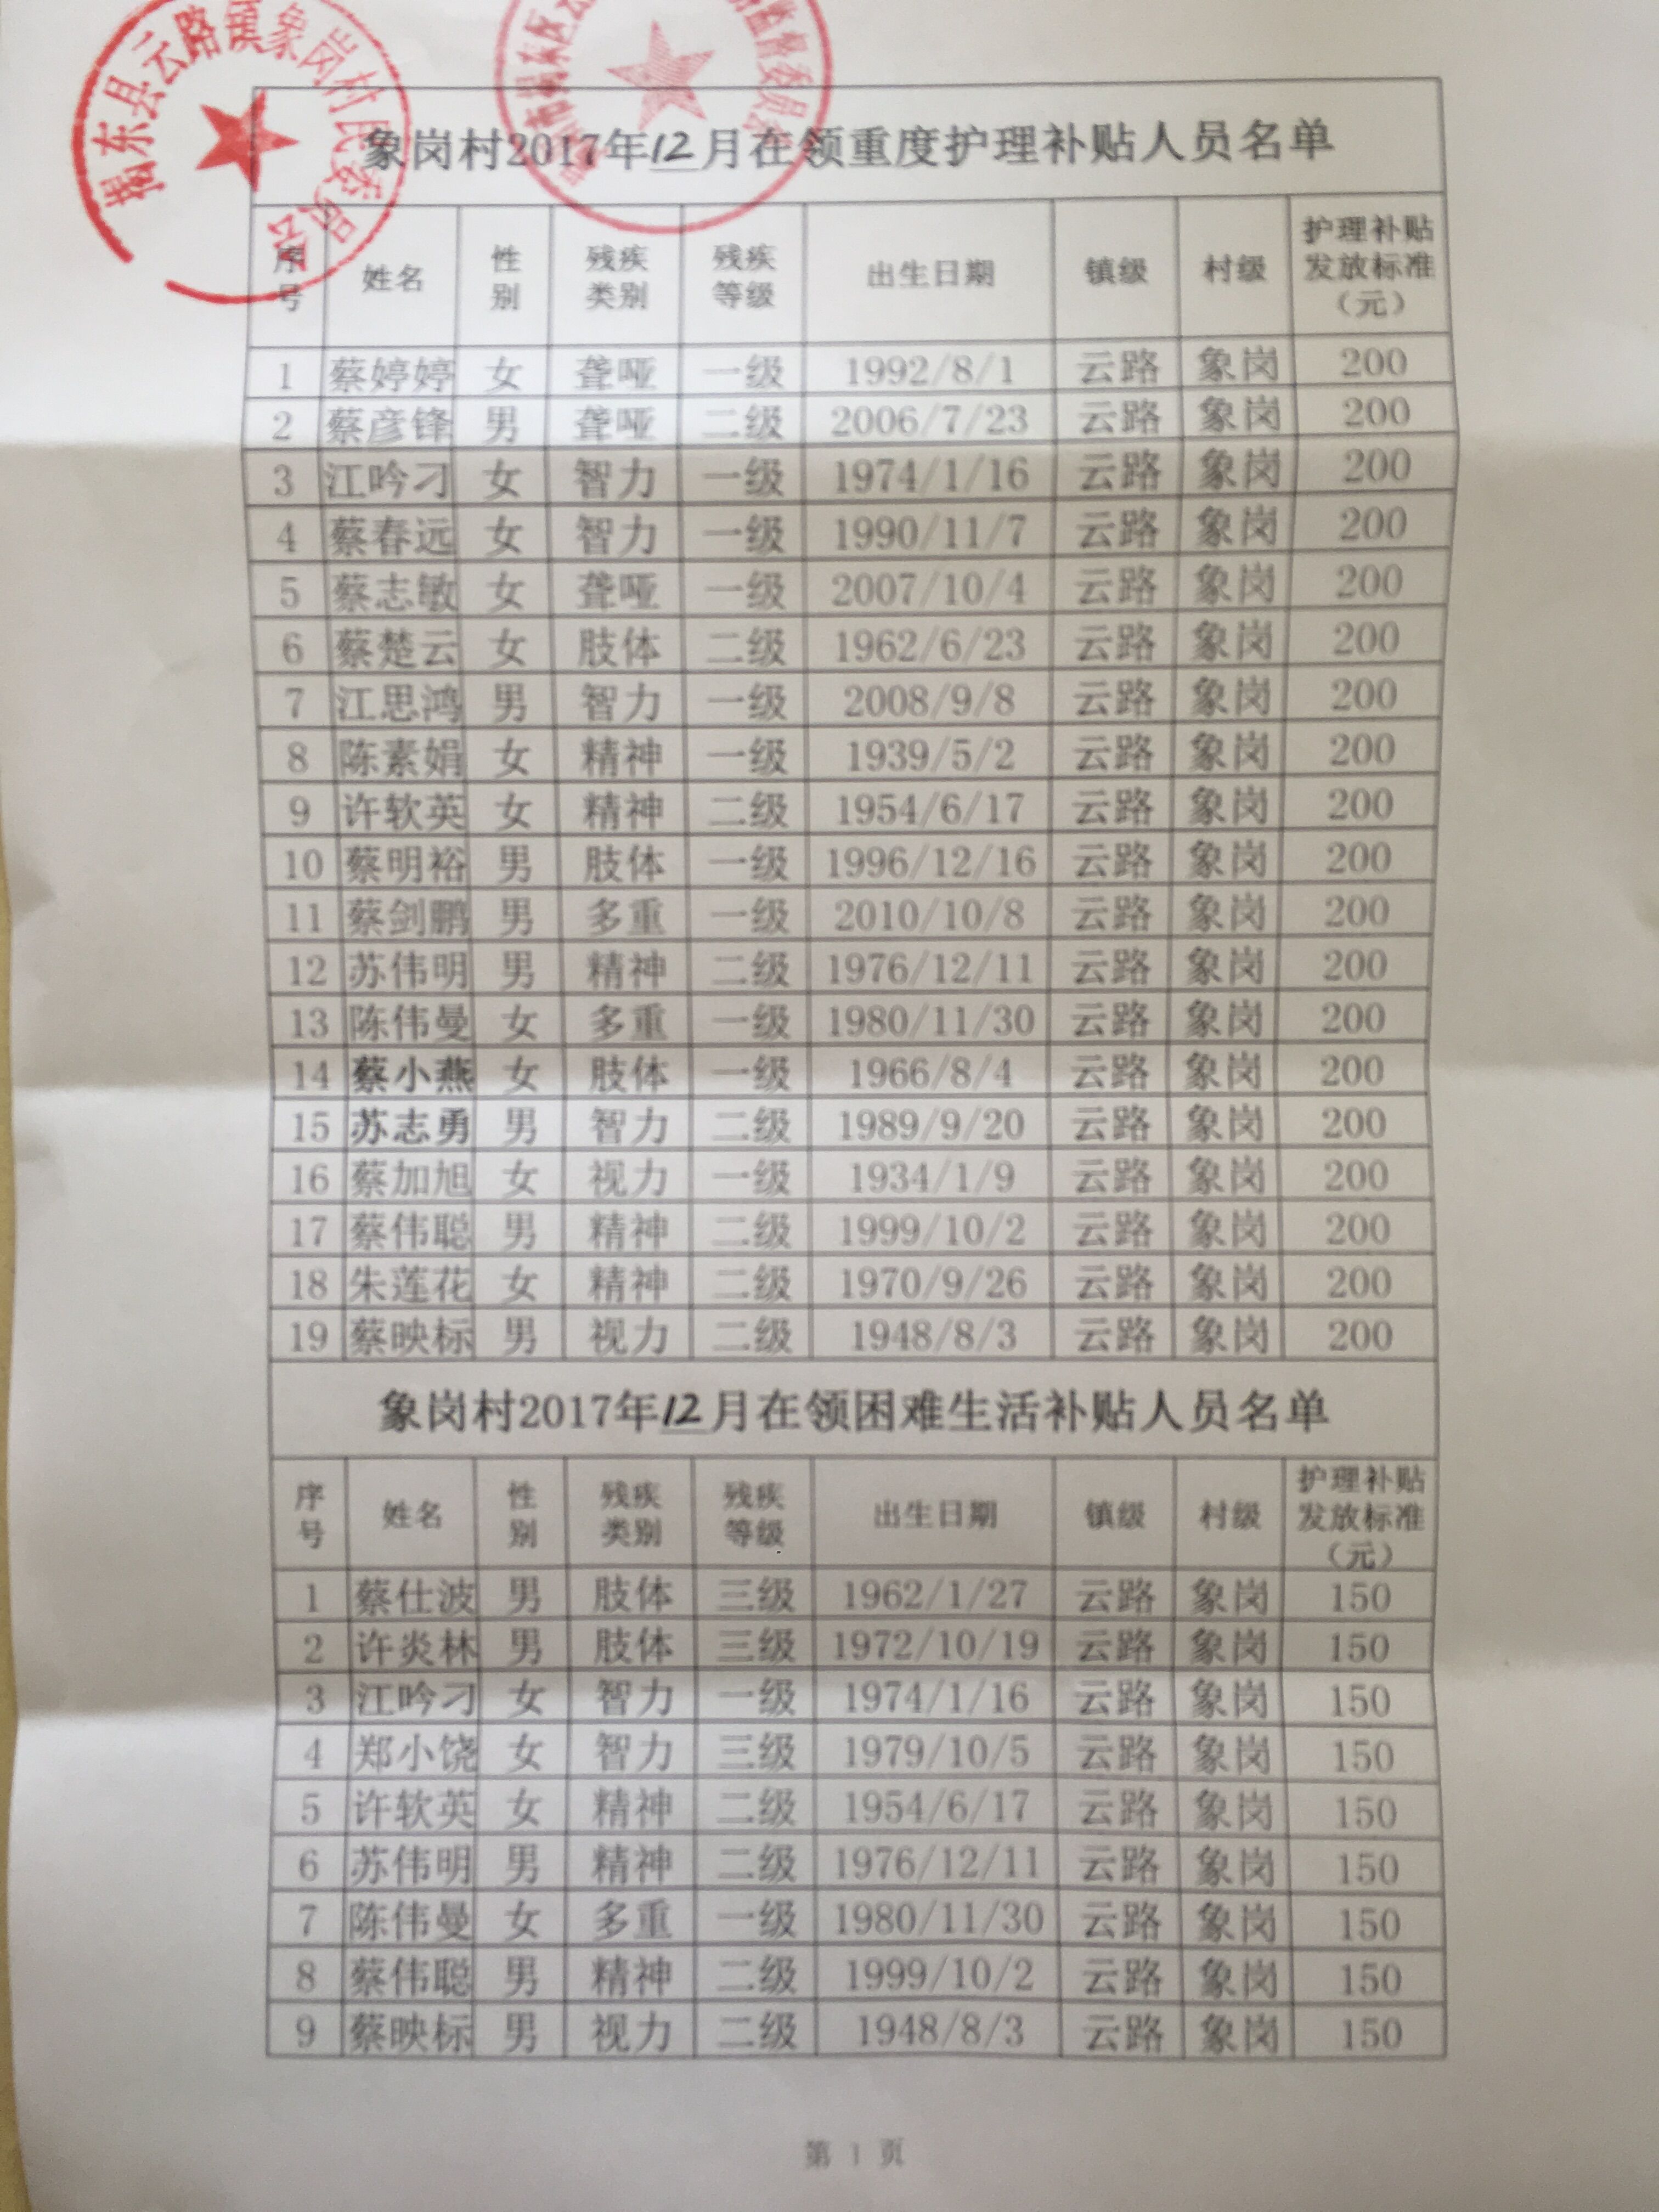 揭东县云路镇象岗村民委员会
监督委员会
象岗村2017年12月在领重度护理补贴人员名单
序号 姓名 性别 残疾类别 残疾等级 出生日期 镇级 村级 护理补贴发放标准（元）
1 蔡婷婷 女 聋哑 一级 1992/8/1 云路 象岗 200
2 蔡彦锋 男 聋哑 二级 2006/7/23 云路 象岗 200
3 江吟刁 女 智力 一级 1974/1/16 云路 象岗 200
4 蔡春远 女 智力 一级 1990/11/7 云路 象岗 200
5 蔡志敏 女 聋哑 一级 2007/10/4 云路 象岗 200
6 蔡楚云 女 肢体 二级 1962/6/23 云路 象岗 200
7 江思鸿 男 智力 一级 2008/9/8 云路 象岗 200
8 陈素娟 女 精神 一级 1939/5/2 云路 象岗 200
9 许软英 女 精神 二级 1954/6/17 云路 象岗 200
10 蔡明裕 男 肢体 一级 1996/12/16 云路 象岗 200
11 蔡剑鹏 男 多重 一级 2010/10/8 云路 象岗 200
12 苏伟明 男 精神 二级 1976/12/11 云路 象岗 200
13 陈伟曼 女 多重 一级 1980/11/30 云路 象岗 200
14 蔡小燕 女 肢体 一级 1966/8/4 云路 象岗 200
15 苏志勇 男 智力 二级 1989/9/20 云路 象岗 200
16 蔡加旭 女 视力 一级 1934/1/9 云路 象岗 200
17 蔡伟聪 男 精神 二级 1999/10/2 云路 象岗 200
18 朱莲花 女 精神 二级 1970/9/26 云路 象岗 200
19 蔡映标 男 视力 二级 1948/8/3 云路 象岗 200
象岗村2017年12月在领困难生活补贴人员名单
序号 姓名 性别 残疾类别 残疾等级 出生日期 镇级 村级 护理补贴发放标准（元）
1 蔡仕波 男 肢体 三级 1962/1/27 云路 象岗 150
2 许炎林 男 肢体 三级 1972/10/19 云路 象岗 150
3 江吟刁 女 智力 一级 1974/1/16 云路 象岗 150
4 郑小饶 女 智力 三级 1979/10/5 云路 象岗 150
5 许软英 女 精神 二级 1954/6/17 云路 象岗 150
6 苏伟明 男 精神 二级 1976/12/11 云路 象岗 150
7 陈伟曼 女 多重 一级 1980/11/30 云路 象岗 150
8 蔡伟聪 男 精神 二级 1999/10/2 云路 象岗 150
9 蔡映标 男 视力 二级 1948/8/3 云路 象岗 150
第 1 页